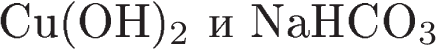 Cu(OH)₂ и NaHCO₃